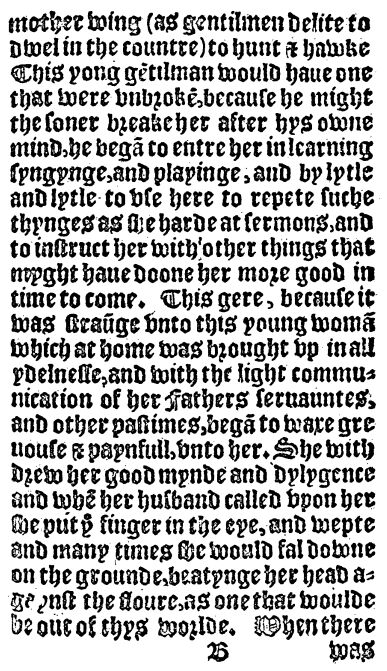 mother wing (as gentilmen delite to
dwel in the countre) to hunt & hawke
This yong gẽtilman would haue one
that were vnbrokẽ, because he might
the soner breake her after hys owne
mind, he begã to entre her in learning
syngynge, and playinge, and by lytle
and lytle to vse here to repete suche
thynges as she harde at sermons, and
to instruct her with other things that
myght haue doone her more good in
time to come. This gere, because it
was straũge vnto this young womã
which at home was brought vp in all
ydelnesse, and with the light commu-
nication of her Fathers seruauntes,
and other pastimes, begã to waxe gre
uouse & paynfull, vnto her. She with
drew her good mynde and dylygence
and whẽ her husband called vpon her
she put yͤ finger in the eye, and wepte
and many times she would fal downe
on the grounde, beatynge her head a-
geynst the floure, as one that woulde
be out of thys worlde. When there
B was